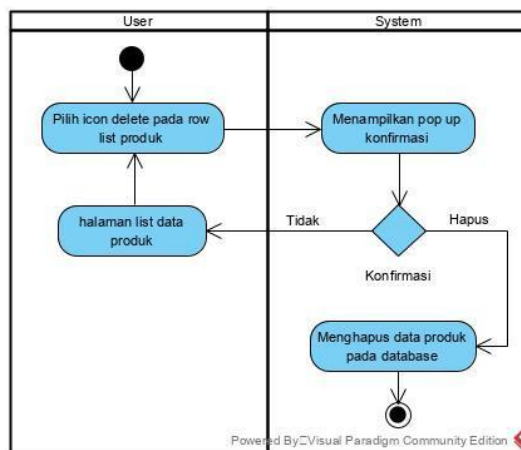 User
System
Pilih icon delete pada row
list produk
Menampilkan pop up
konfirmasi
halaman list data
produk
Tidak
Hapus
Konfirmasi
Menghapus data produk
pada database
Powered By Visual Paradigm Community Edition